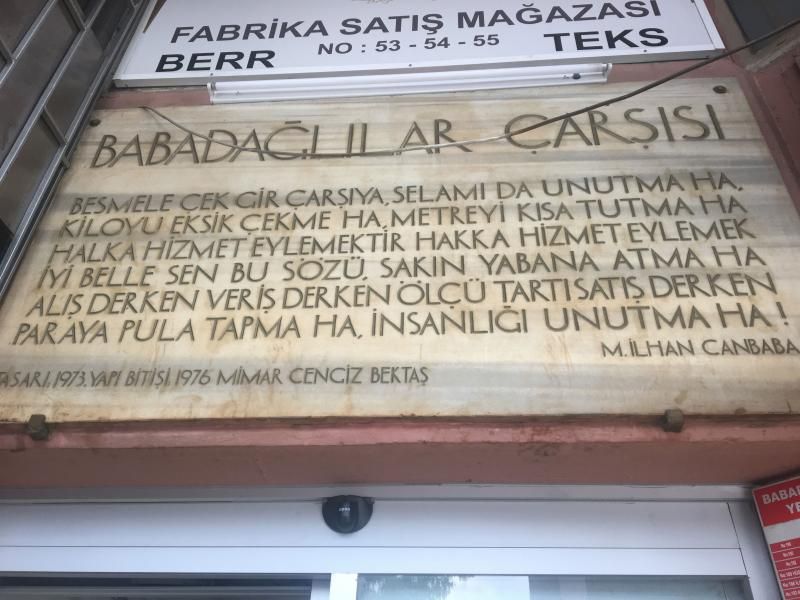 FABRİKA SATIŞ MAĞAZASI
BERR NO : 53 - 54 - 55 TEKS
BABADAĞLILAR ÇARŞISI
BESMELE ÇEK GİR ÇARŞIYA, SELAMI DA UNUTMA HA,
KİLOYU EKSİK ÇEKME HA, METREYİ KISA TUTMA HA
HALKA HİZMET EYLEMEKTİR HAKKA HİZMET EYLEMEK
İYİ BELLE SEN BU SÖZÜ, SAKIN YABANA ATMA HA
ALIŞ DERKEN VERİŞ DERKEN ÖLÇÜ TARTI SATIŞ DERKEN
PARAYA PULA TAPMA HA, İNSANLIĞI UNUTMA HA !
M. İLHAN CANBABA
TASARI, 1973. YAPI BİTİŞİ, 1976 MİMAR CENGİZ BEKTAŞ
BABAD
YE